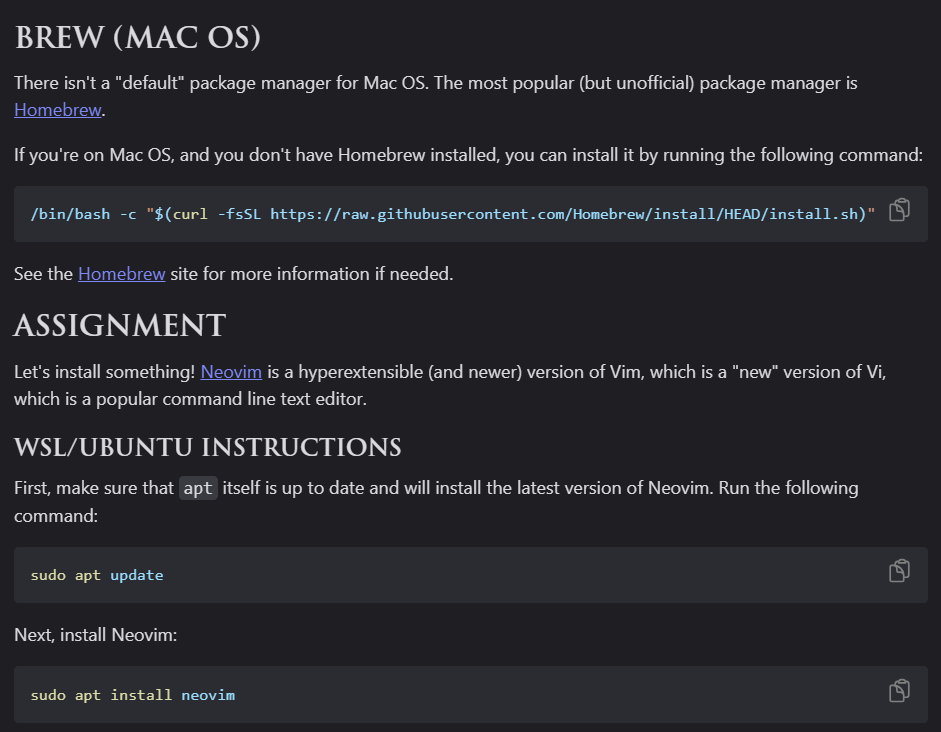 BREW (MAC OS)
There isn't a "default" package manager for Mac OS. The most popular (but unofficial) package manager is
Homebrew.
If you're on Mac OS, and you don't have Homebrew installed, you can install it by running the following command:
/bin/bash -c "$(curl -fsSL https://raw.githubusercontent.com/Homebrew/install/HEAD/install.sh)"
See the Homebrew site for more information if needed.
ASSIGNMENT
Let's install something! Neovim is a hyperextensible (and newer) version of Vim, which is a "new" version of Vi,
which is a popular command line text editor.
WSL/UBUNTU INSTRUCTIONS
First, make sure that apt itself is up to date and will install the latest version of Neovim. Run the following
command:
sudo apt update
Next, install Neovim:
sudo apt install neovim